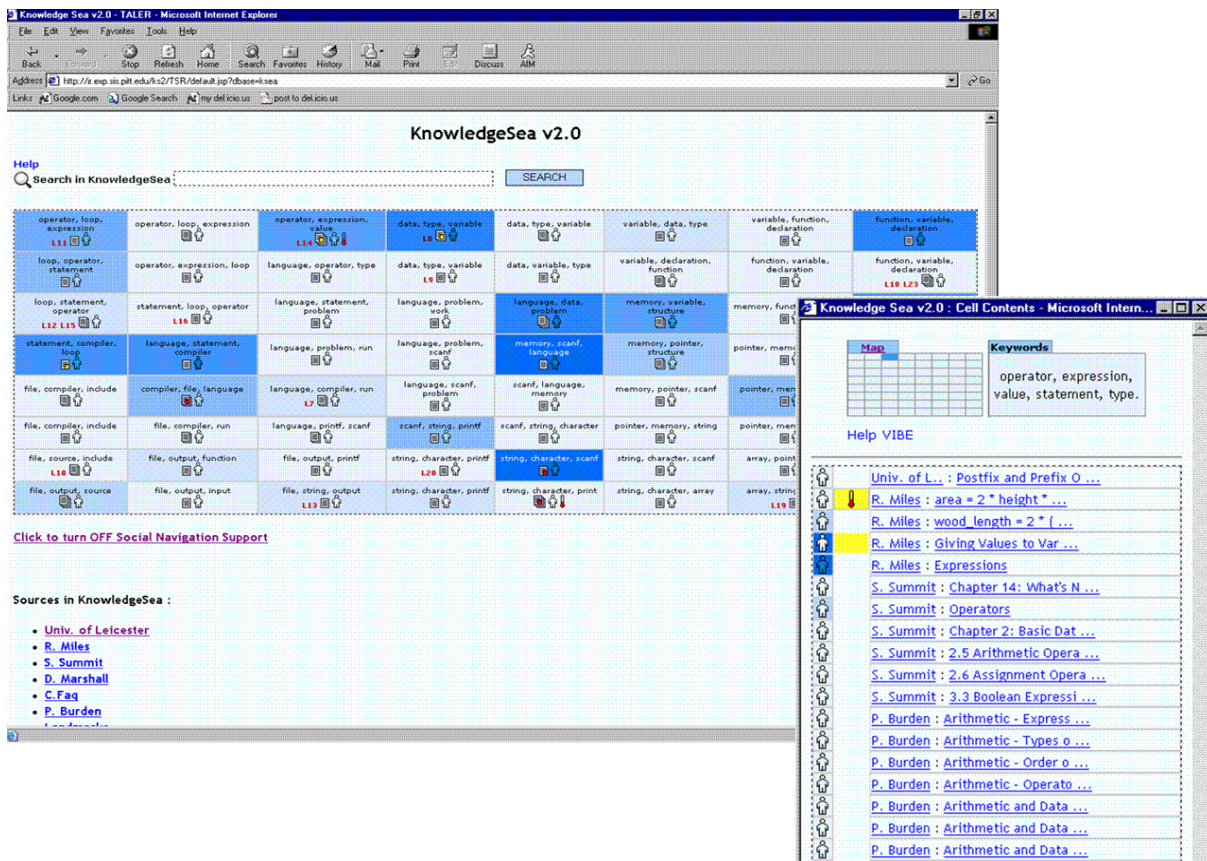 Knowledge Sea v2.0 - TALER - Microsoft Internet Explorer
File Edit View Favorites Tools Help
Back Forward Stop Refresh Home Search Favorites History Mail Print Edit Discuss AIM
Address http://ir.exp.sis.pitt.edu/ks2/TSR/default.jsp?dbase=ksea Go
Links Google.com Google Search my del.icio.us post to del.icio.us
KnowledgeSea v2.0
Help
Search in KnowledgeSea SEARCH
operator, loop, expression L11
operator, loop, expression
operator, expression, value L14
data, type, variable L8
data, type, variable
variable, data, type
variable, function, declaration
function, variable, declaration
loop, operator, statement
operator, expression, loop
language, operator, type
data, type, variable L9
data, variable, type
variable, declaration, function
function, variable, declaration
function, variable, declaration L18 L23
loop, statement, operator L12 L15
statement, loop, operator L16
language, statement, problem
language, problem, work
language, data, problem
memory, variable, structure
memory, funct
statement, compiler, loop
language, statement, compiler
language, problem, run
language, problem, scanf
memory, scanf, language
memory, pointer, structure
pointer, memo
file, compiler, include
compiler, file, language
language, compiler, run L7
language, scanf, problem
scanf, language, memory
memory, pointer, scanf
pointer, mem
file, compiler, include
file, compiler, run
language, printf, scanf
scanf, string, printf
scanf, string, character
pointer, memory, string
pointer, mem
file, source, include L10
file, output, function
file, output, printf
string, character, printf L20
string, character, scanf
string, character, scanf
array, point
file, output, source
file, output, input
file, string, output L13
string, character, printf
string, character, print
string, character, array
array, string L19
Click to turn OFF Social Navigation Support
Sources in KnowledgeSea :
Univ. of Leicester
R. Miles
S. Summit
D. Marshall
C.Faq
P. Burden
Knowledge Sea v2.0 : Cell Contents - Microsoft Intern...
Map
Keywords
operator, expression,
value, statement, type.
Help VIBE
Univ. of L.. : Postfix and Prefix O ...
R. Miles : area = 2 * height * ...
R. Miles : wood_length = 2 * ( ...
R. Miles : Giving Values to Var ...
R. Miles : Expressions
S. Summit : Chapter 14: What's N ...
S. Summit : Operators
S. Summit : Chapter 2: Basic Dat ...
S. Summit : 2.5 Arithmetic Opera ...
S. Summit : 2.6 Assignment Opera ...
S. Summit : 3.3 Boolean Expressi ...
P. Burden : Arithmetic - Express ...
P. Burden : Arithmetic - Types o ...
P. Burden : Arithmetic - Order o ...
P. Burden : Arithmetic - Operato ...
P. Burden : Arithmetic and Data ...
P. Burden : Arithmetic and Data ...
P. Burden : Arithmetic and Data ...